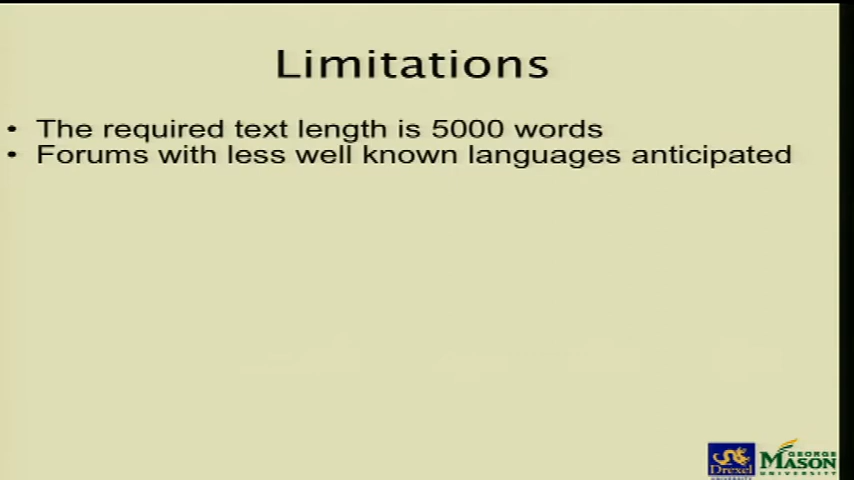 Limitations
• The required text length is 5000 words
• Forums with less well known languages anticipated
Drexel
UNIVERSITY
GEORGE
MASON
UNIVERSITY